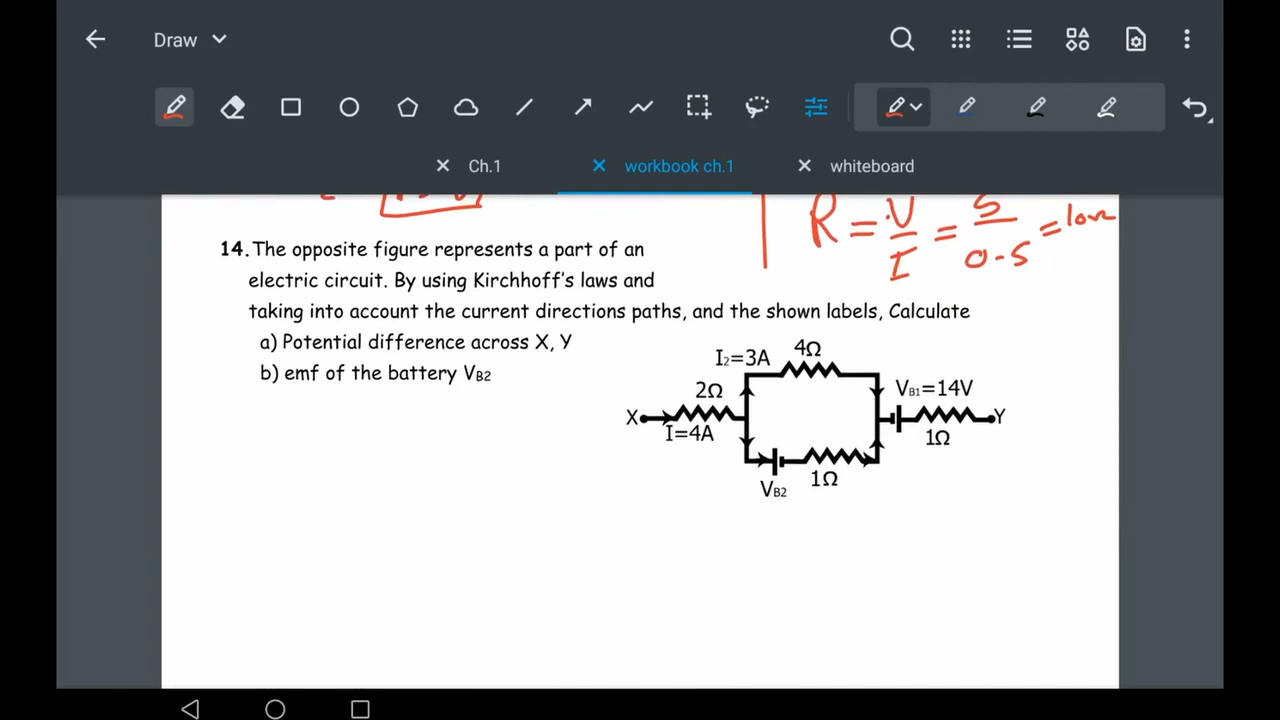 Draw
Ch.1
workbook ch.1
whiteboard
R = V/I = 5/0.5 = 10Ω
14. The opposite figure represents a part of an
electric circuit. By using Kirchhoff's laws and
taking into account the current directions paths, and the shown labels, Calculate
a) Potential difference across X, Y
b) emf of the battery VB2
I2=3A
4Ω
2Ω
VB1=14V
X
Y
I=4A
1Ω
1Ω
VB2